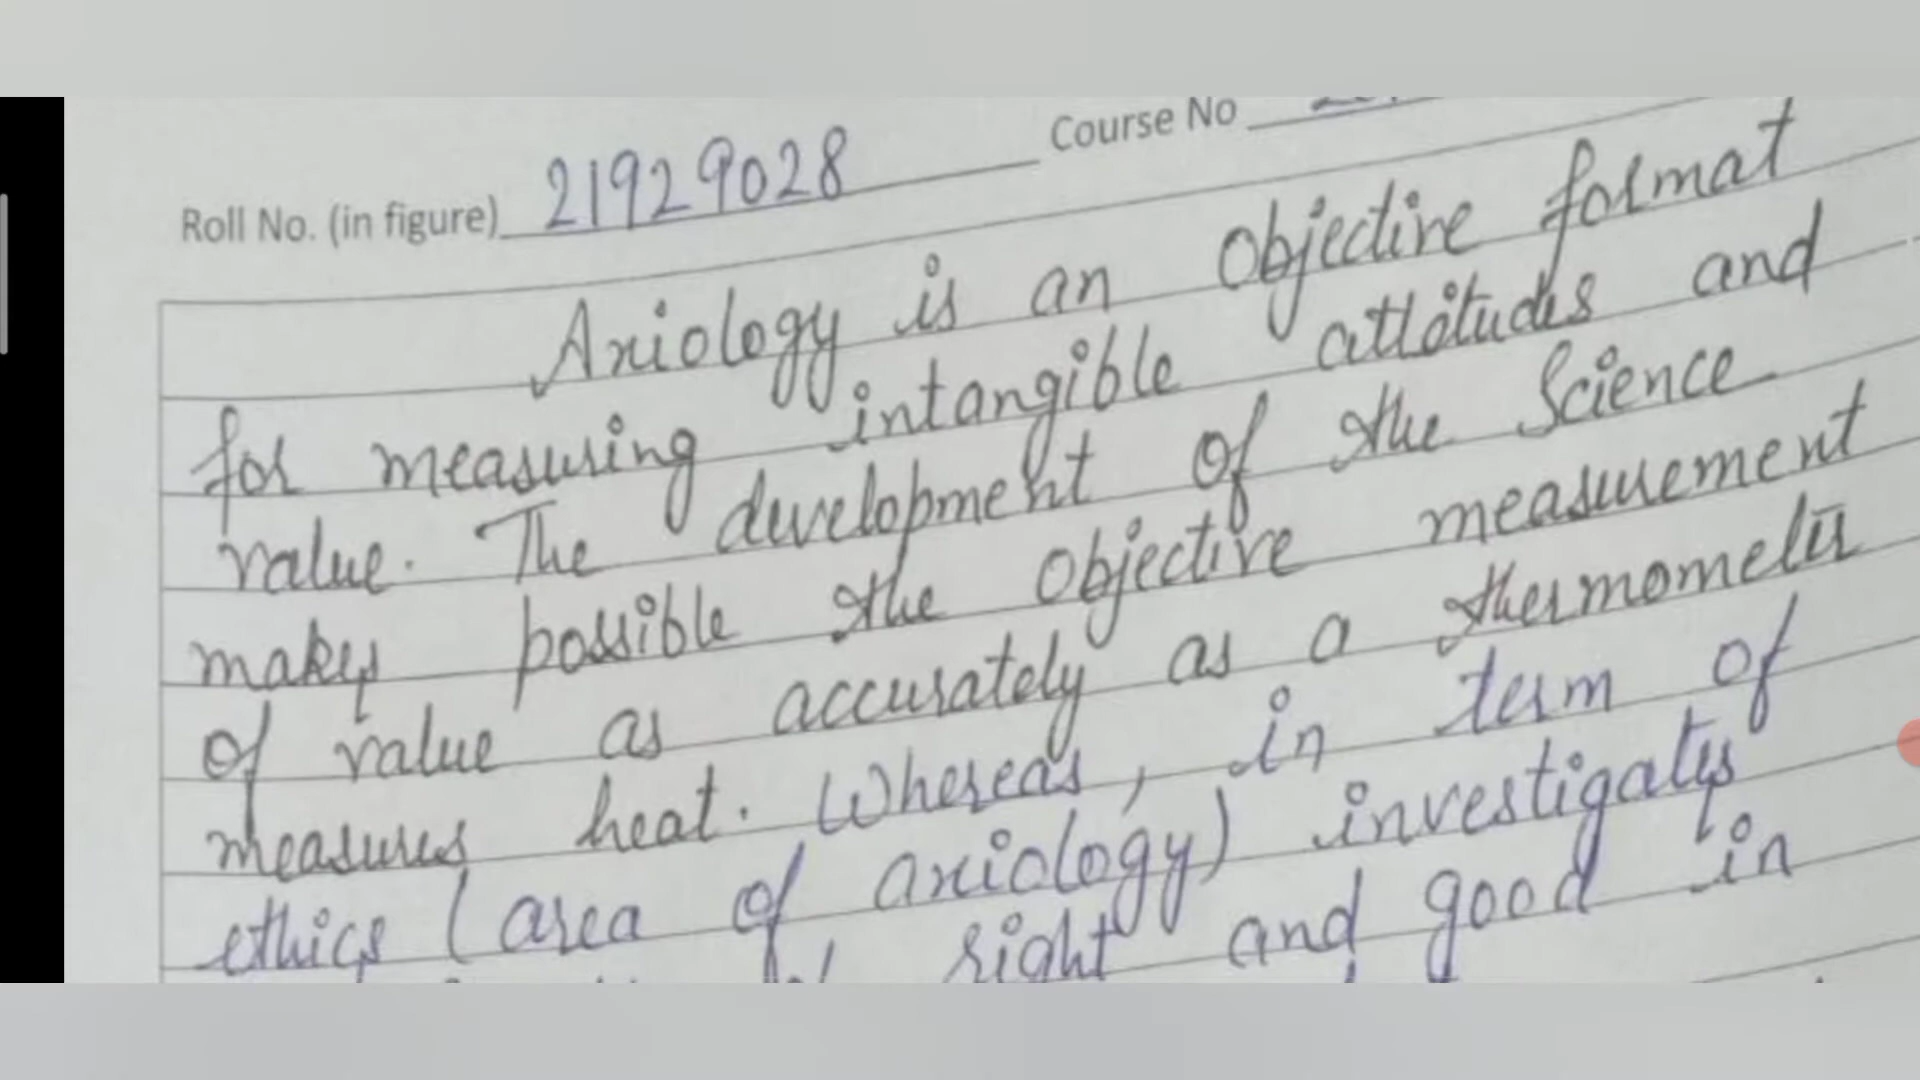 Course No
Roll No. (in figure) 21929028
Axiology is an objective format
for measuring intangible attitudes and
value. The development of the Science
makes possible the objective measurement
of value as accurately as a thermometer
measures heat. Whereas, in term of
ethics (area of axiology) investigates
right and good in